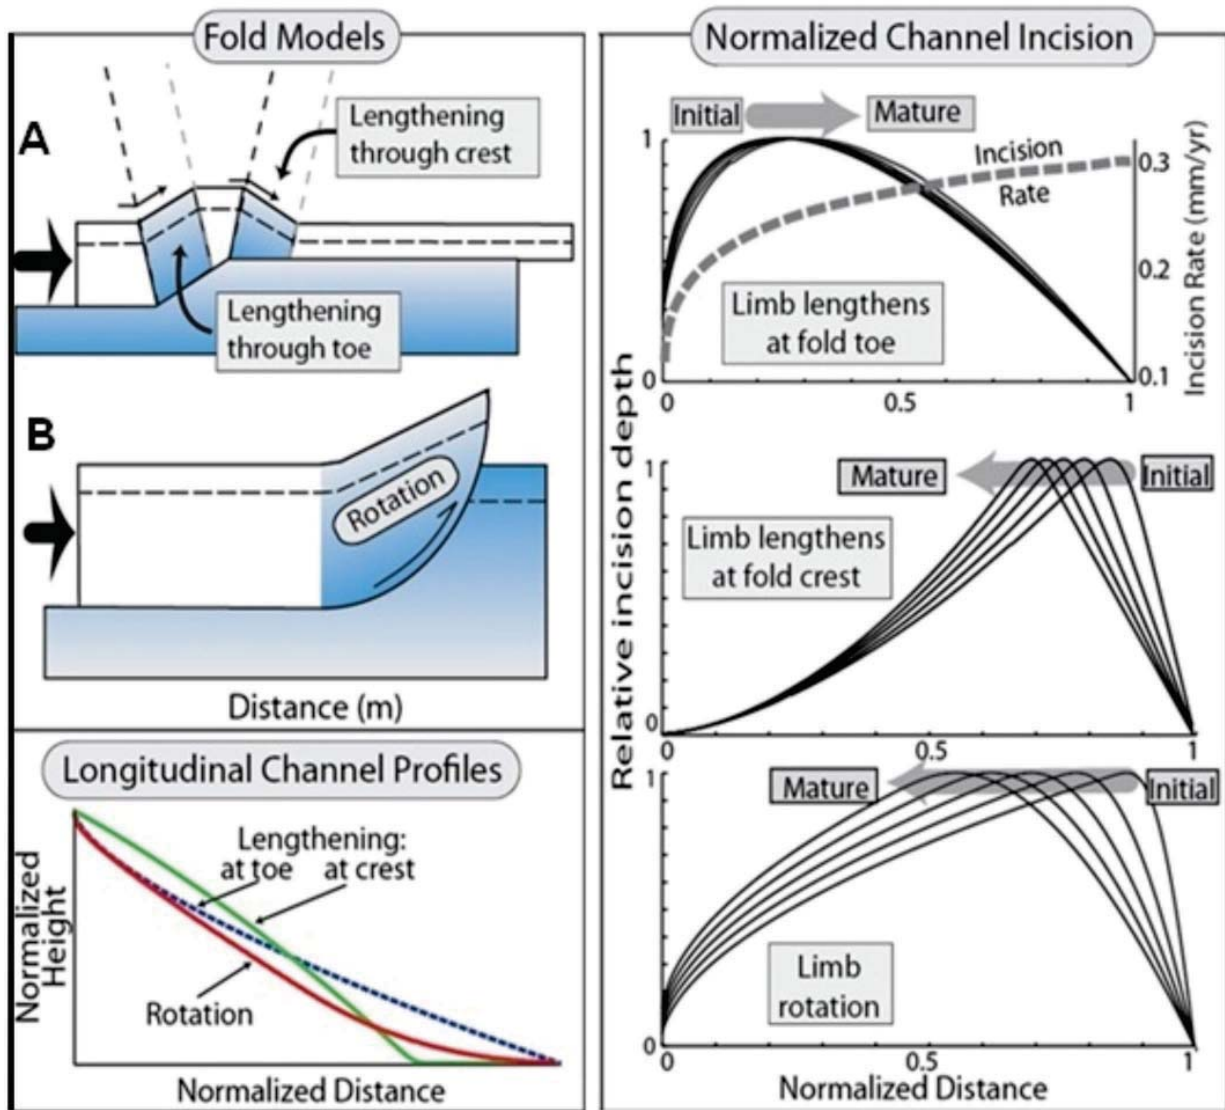 Fold Models
A
Lengthening
through crest
Lengthening
through toe
B
Rotation
Distance (m)
Longitudinal Channel Profiles
Normalized
Height
Lengthening:
at toe at crest
Rotation
Normalized Distance
Normalized Channel Incision
Relative incision depth
Initial Mature
1
0
0 0.5 1
Incision
Rate
0.3
0.2
0.1
Incision Rate (mm/yr)
Limb lengthens
at fold toe
Mature Initial
1
0
0 0.5 1
Limb lengthens
at fold crest
Mature Initial
1
0
0 0.5 1
Limb
rotation
Normalized Distance